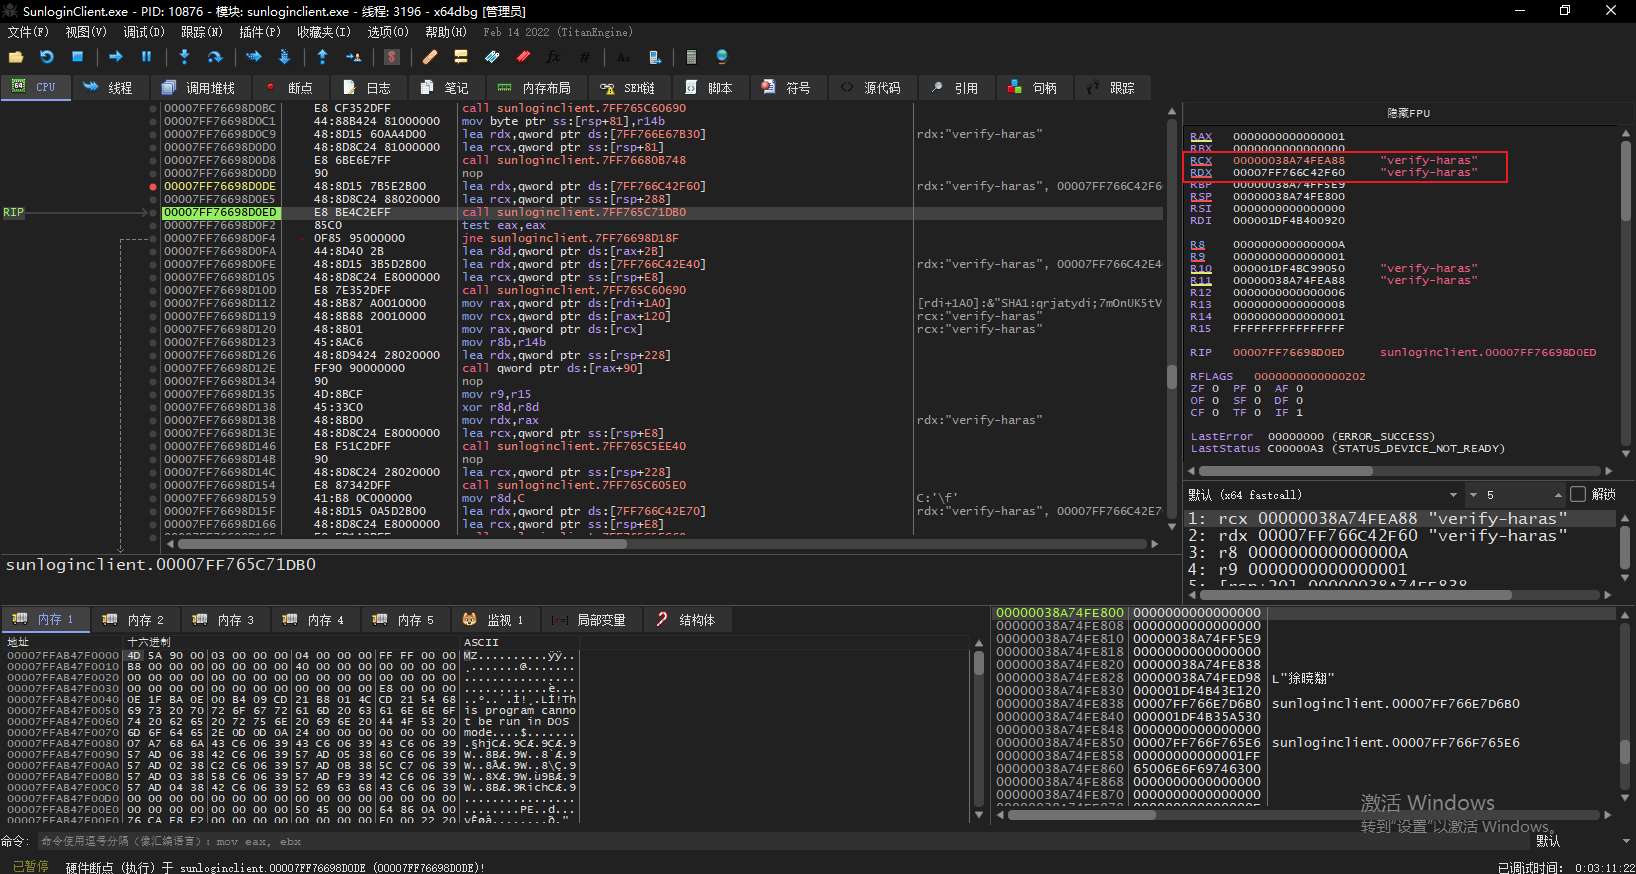 SunloginClient.exe - PID: 10876 - 模块: sunloginclient.exe - 线程: 3196 - x64dbg [管理员]
文件(F) 视图(V) 调试(D) 跟踪(N) 插件(P) 收藏夹(I) 选项(O) 帮助(H) Feb 14 2022 (TitanEngine)
CPU 线程 调用堆栈 断点 日志 笔记 内存布局 SEH链 脚本 符号 源代码 引用 句柄 跟踪
00007FF76698D0BC E8 CF352DFF call sunloginclient.7FF765C60690
00007FF76698D0C1 44:88B424 81000000 mov byte ptr ss:[rsp+81],r14b
00007FF76698D0C9 48:8D15 60AA4D00 lea rdx,qword ptr ds:[7FF766E67B30] rdx:"verify-haras"
00007FF76698D0D0 48:8D8C24 81000000 lea rcx,qword ptr ss:[rsp+81]
00007FF76698D0D8 E8 6BE6E7FF call sunloginclient.7FF76680B748
00007FF76698D0DD 90 nop
00007FF76698D0DE 48:8D15 7B5E2B00 lea rdx,qword ptr ds:[7FF766C42F60] rdx:"verify-haras", 00007FF766C42F6
00007FF76698D0E5 48:8D8C24 88020000 lea rcx,qword ptr ss:[rsp+288]
RIP 00007FF76698D0ED E8 BE4C2EFF call sunloginclient.7FF765C71DB0
00007FF76698D0F2 85C0 test eax,eax
00007FF76698D0F4 0F85 95000000 jne sunloginclient.7FF76698D18F
00007FF76698D0FA 44:8D40 2B lea r8d,qword ptr ds:[rax+2B]
00007FF76698D0FE 48:8D15 3B5D2B00 lea rdx,qword ptr ds:[7FF766C42E40] rdx:"verify-haras", 00007FF766C42E4
00007FF76698D105 48:8D8C24 E8000000 lea rcx,qword ptr ss:[rsp+E8]
00007FF76698D10D E8 7E352DFF call sunloginclient.7FF765C60690
00007FF76698D112 48:8B87 A0010000 mov rax,qword ptr ds:[rdi+1A0] [rdi+1A0]:&"SHA1:qrjatydi;7mOnUK5tV
00007FF76698D119 48:8B88 20010000 mov rcx,qword ptr ds:[rax+120] rcx:"verify-haras"
00007FF76698D120 48:8B01 mov rax,qword ptr ds:[rcx] rcx:"verify-haras"
00007FF76698D123 45:8AC6 mov r8b,r14b
00007FF76698D126 48:8D9424 28020000 lea rdx,qword ptr ss:[rsp+228]
00007FF76698D12E FF90 90000000 call qword ptr ds:[rax+90]
00007FF76698D134 90 nop
00007FF76698D135 4D:8BCF mov r9,r15
00007FF76698D138 45:33C0 xor r8d,r8d
00007FF76698D13B 48:8BD0 mov rdx,rax rdx:"verify-haras"
00007FF76698D13E 48:8D8C24 E8000000 lea rcx,qword ptr ss:[rsp+E8]
00007FF76698D146 E8 F51C2DFF call sunloginclient.7FF765C5EE40
00007FF76698D14B 90 nop
00007FF76698D14C 48:8D8C24 28020000 lea rcx,qword ptr ss:[rsp+228]
00007FF76698D154 E8 87342DFF call sunloginclient.7FF765C605E0
00007FF76698D159 41:B8 0C000000 mov r8d,C C:'\f'
00007FF76698D15F 48:8D15 0A5D2B00 lea rdx,qword ptr ds:[7FF766C42E70] rdx:"verify-haras", 00007FF766C42E7
00007FF76698D166 48:8D8C24 E8000000 lea rcx,qword ptr ss:[rsp+E8]
隐藏FPU
RAX 0000000000000001
RBX 0000000000000000
RCX 00000038A74FEA88 "verify-haras"
RDX 00007FF766C42F60 "verify-haras"
RBP 00000038A74FF5E9
RSP 00000038A74FE800
RSI 0000000000000000
RDI 000001DF4B400920
R8 000000000000000A
R9 0000000000000001
R10 000001DF4BC99050 "verify-haras"
R11 00000038A74FEA88 "verify-haras"
R12 0000000000000006
R13 0000000000000008
R14 0000000000000001
R15 FFFFFFFFFFFFFFFF
RIP 00007FF76698D0ED sunloginclient.00007FF76698D0ED
RFLAGS 0000000000000202
ZF 0 PF 0 AF 0
OF 0 SF 0 DF 0
CF 0 TF 0 IF 1
LastError 00000000 (ERROR_SUCCESS)
LastStatus C00000A3 (STATUS_DEVICE_NOT_READY)
默认 (x64 fastcall) 5 解锁
1: rcx 00000038A74FEA88 "verify-haras"
2: rdx 00007FF766C42F60 "verify-haras"
3: r8 000000000000000A
4: r9 0000000000000001
5: [rsp+20] 00000038A74FE838
sunloginclient.00007FF765C71DB0
内存 1 内存 2 内存 3 内存 4 内存 5 监视 1 局部变量 结构体
地址 十六进制 ASCII
00007FFAB47F0000 4D 5A 90 00 03 00 00 00 04 00 00 00 FF FF 00 00 MZ..........ÿÿ..
00007FFAB47F0010 B8 00 00 00 00 00 00 00 40 00 00 00 00 00 00 00 ........@.......
00007FFAB47F0020 00 00 00 00 00 00 00 00 00 00 00 00 00 00 00 00 ................
00007FFAB47F0030 00 00 00 00 00 00 00 00 00 00 00 00 E8 00 00 00 ............è...
00007FFAB47F0040 0E 1F BA 0E 00 B4 09 CD 21 B8 01 4C CD 21 54 68 ..º..´.Í!¸.LÍ!Th
00007FFAB47F0050 69 73 20 70 72 6F 67 72 61 6D 20 63 61 6E 6E 6F is program canno
00007FFAB47F0060 74 20 62 65 20 72 75 6E 20 69 6E 20 44 4F 53 20 t be run in DOS
00007FFAB47F0070 6D 6F 64 65 2E 0D 0D 0A 24 00 00 00 00 00 00 00 mode....$.......
00007FFAB47F0080 07 A7 68 6A 43 C6 06 39 43 C6 06 39 43 C6 06 39 .§hjCÆ.9CÆ.9CÆ.9
00007FFAB47F0090 57 AD 06 38 42 C6 06 39 57 AD 05 38 60 C6 06 39 W..8BÆ.9W..8`Æ.9
00007FFAB47F00A0 57 AD 02 38 C2 C6 06 39 57 AD 0B 38 5C C7 06 39 W..8ÂÆ.9W..8\Ç.9
00007FFAB47F00B0 57 AD 03 38 58 C6 06 39 57 AD F9 39 42 C6 06 39 W..8XÆ.9W.ù9BÆ.9
00007FFAB47F00C0 57 AD 04 38 42 C6 06 39 52 69 63 68 43 C6 06 39 W..8BÆ.9RichCÆ.9
00007FFAB47F00D0 00 00 00 00 00 00 00 00 00 00 00 00 00 00 00 00 ................
00007FFAB47F00E0 00 00 00 00 00 00 00 00 50 45 00 00 64 86 0A 00 ........PE..d...
00000038A74FE800 0000000000000000
00000038A74FE808 0000000000000000
00000038A74FE810 00000038A74FF5E9
00000038A74FE818 0000000000000000
00000038A74FE820 00000038A74FE838
00000038A74FE828 00000038A74FED98 L"徐晓翔"
00000038A74FE830 000001DF4B43E120
00000038A74FE838 00007FF766E7D6B0 sunloginclient.00007FF766E7D6B0
00000038A74FE840 000001DF4B35A530
00000038A74FE848 0000000000000000
00000038A74FE850 00007FF766F765E6 sunloginclient.00007FF766F765E6
00000038A74FE858 00000000000001FF
00000038A74FE860 65006E6F69746300
00000038A74FE868 0000000000000000
00000038A74FE870 0000000000000000
激活 Windows
转到"设置"以激活 Windows。
命令: 命令使用逗号分隔（像汇编语言）: mov eax, ebx 默认
已暂停 硬件断点（执行）于 sunloginclient.00007FF76698D0DE (00007FF76698D0DE)! 已调试时间: 0:03:11:22